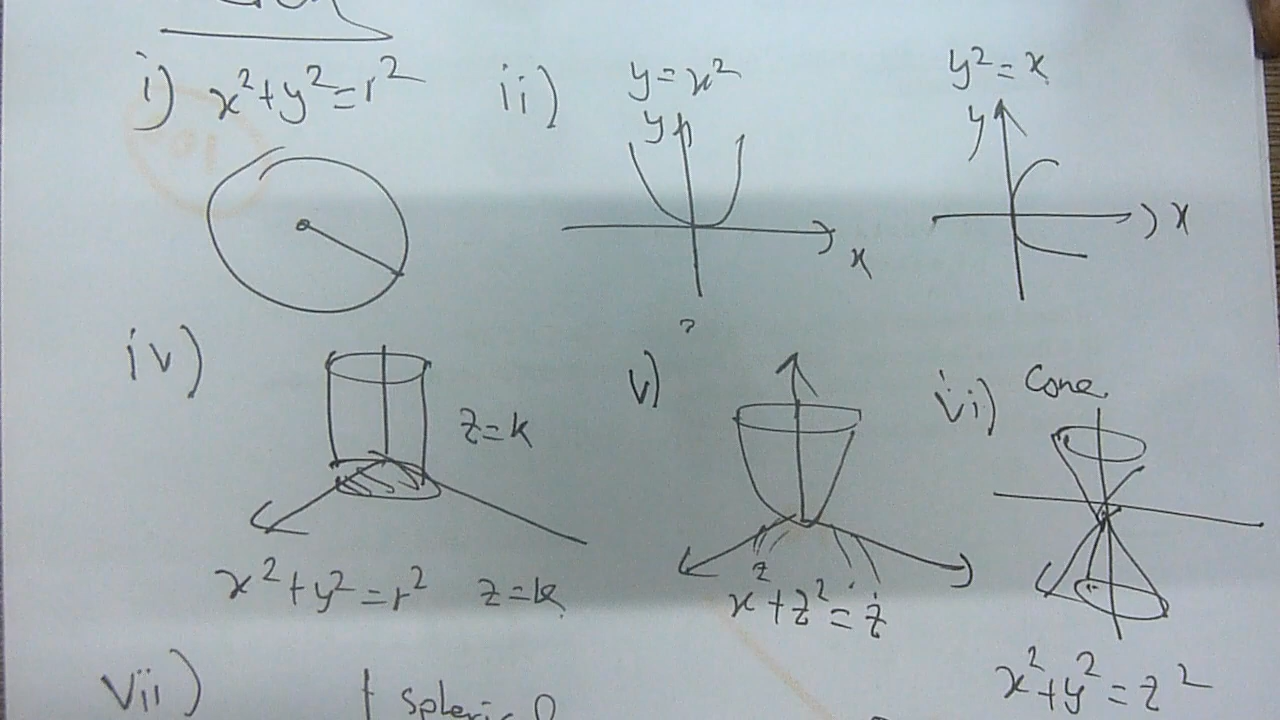 i) x²+y²=r²
ii) y=x²
y²=x
y
x
y
x
iv)
z=k
x²+y²=r² z=k
v)
x²+z²=z
vi) Cone
x²+y²=z²
vii)